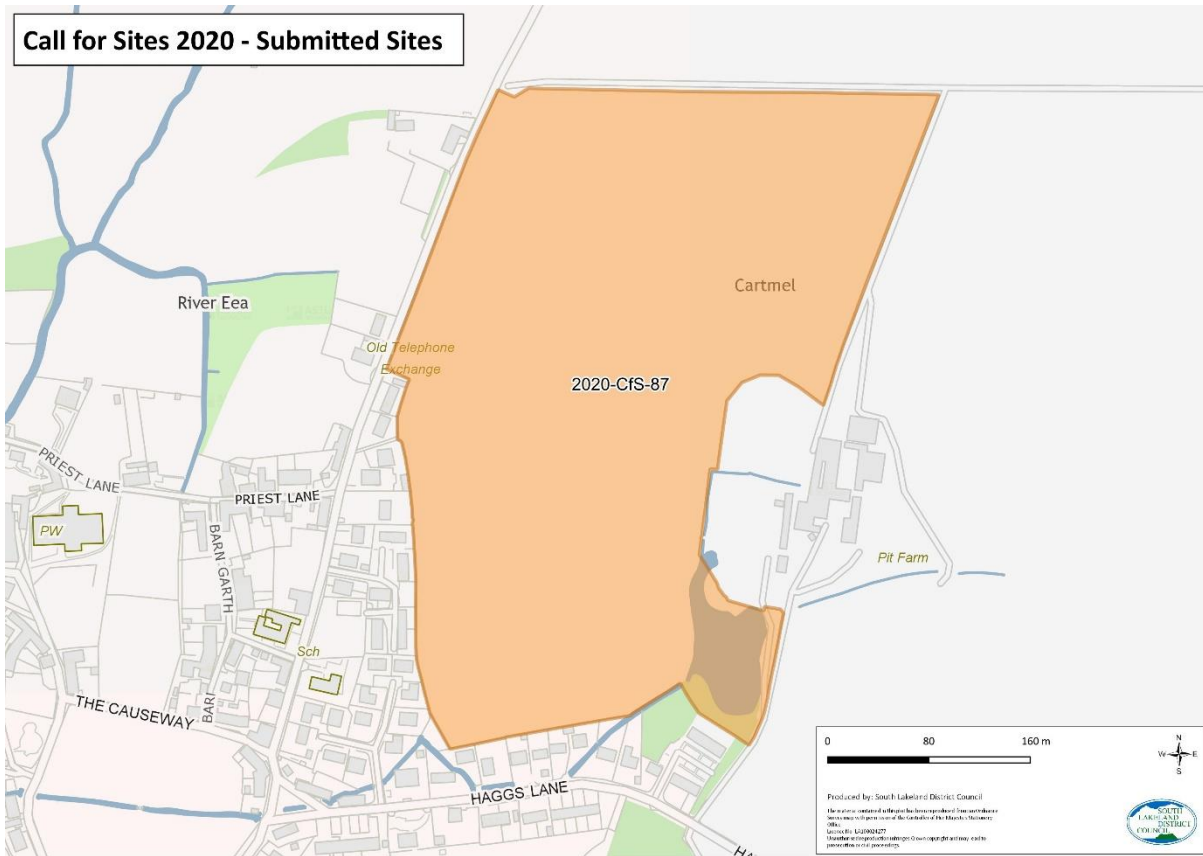 Call for Sites 2020 - Submitted Sites
River Eea
Cartmel
Old Telephone
Exchange
2020-CfS-87
PRIEST LANE
PRIEST LANE
PW
BARN GARTH
Pit Farm
Sch
BARI
THE CAUSEWAY
HAGGS LANE
0 80 160 m
N
W E
S
Produced by: South Lakeland District Council
SOUTH
LAKELAND
DISTRICT
COUNCIL